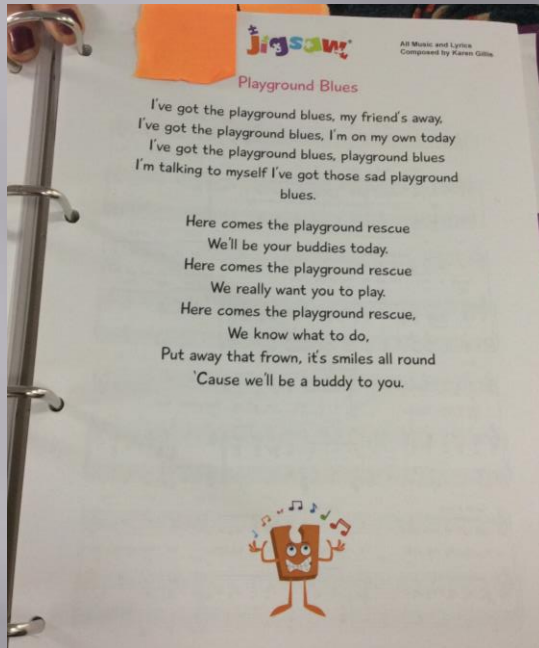 jigsaw
All Music and Lyrics
Composed by Karen Gillis
Playground Blues
I've got the playground blues, my friend's away,
I've got the playground blues, I'm on my own today
I've got the playground blues, playground blues
I'm talking to myself I've got those sad playground
blues.
Here comes the playground rescue
We'll be your buddies today.
Here comes the playground rescue
We really want you to play.
Here comes the playground rescue,
We know what to do,
Put away that frown, it's smiles all round
'Cause we'll be a buddy to you.